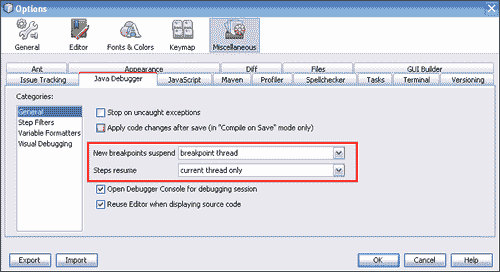 Options
General Editor Fonts & Colors Keymap Miscellaneous
Ant Appearance Diff Files GUI Builder
Issue Tracking Java Debugger JavaScript Maven Profiler Spellchecker Tasks Terminal Versioning
Categories:
General
Step Filters
Variable Formatters
Visual Debugging
Stop on uncaught exceptions
Apply code changes after save (in "Compile on Save" mode only)
New breakpoints suspend breakpoint thread
Steps resume current thread only
Open Debugger Console for debugging session
Reuse Editor when displaying source code
Export Import OK Cancel Help